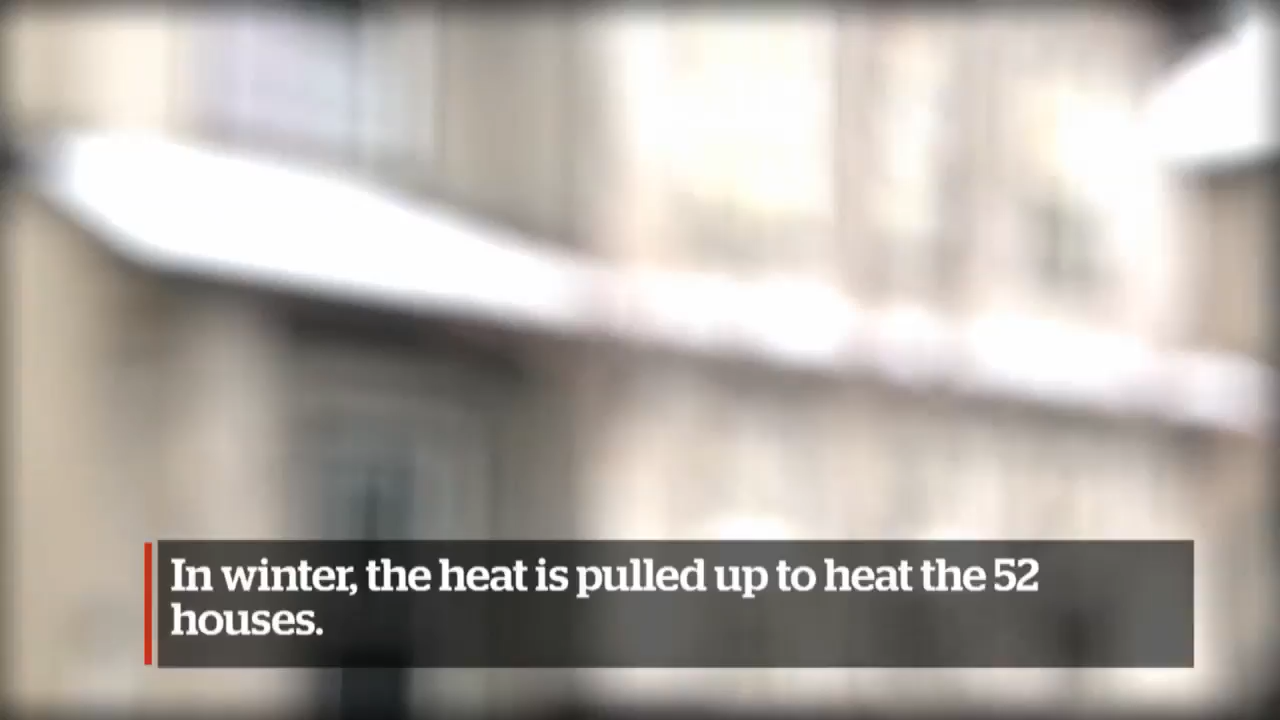 In winter, the heat is pulled up to heat the 52
houses.